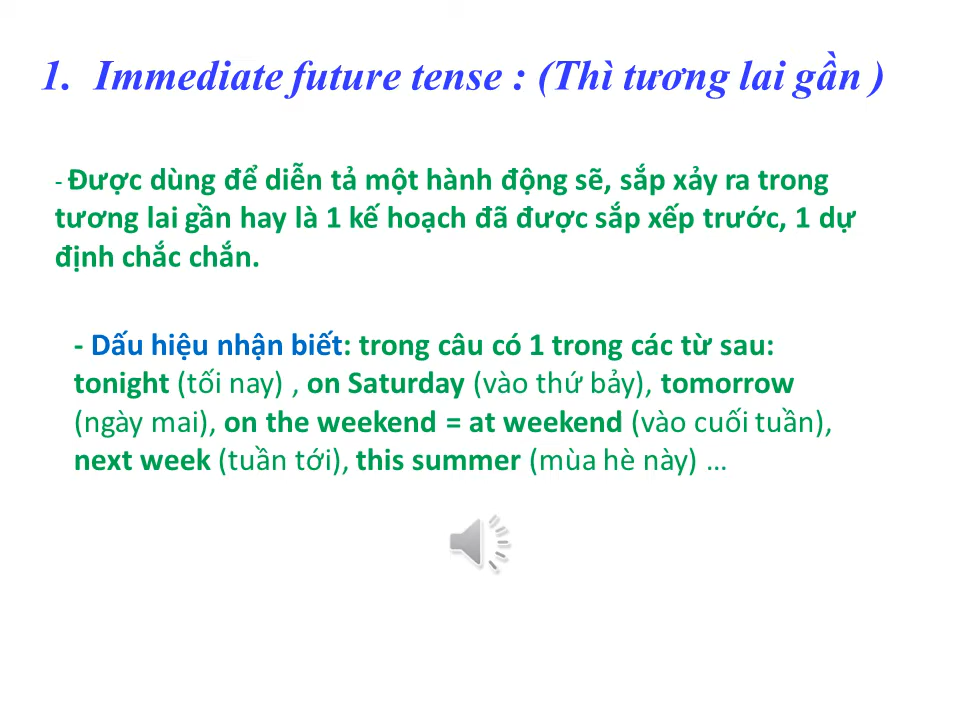 1. Immediate future tense : (Thì tương lai gần )
- Được dùng để diễn tả một hành động sẽ, sắp xảy ra trong
tương lai gần hay là 1 kế hoạch đã được sắp xếp trước, 1 dự
định chắc chắn.
- Dấu hiệu nhận biết: trong câu có 1 trong các từ sau:
tonight (tối nay) , on Saturday (vào thứ bảy), tomorrow
(ngày mai), on the weekend = at weekend (vào cuối tuần),
next week (tuần tới), this summer (mùa hè này) ...